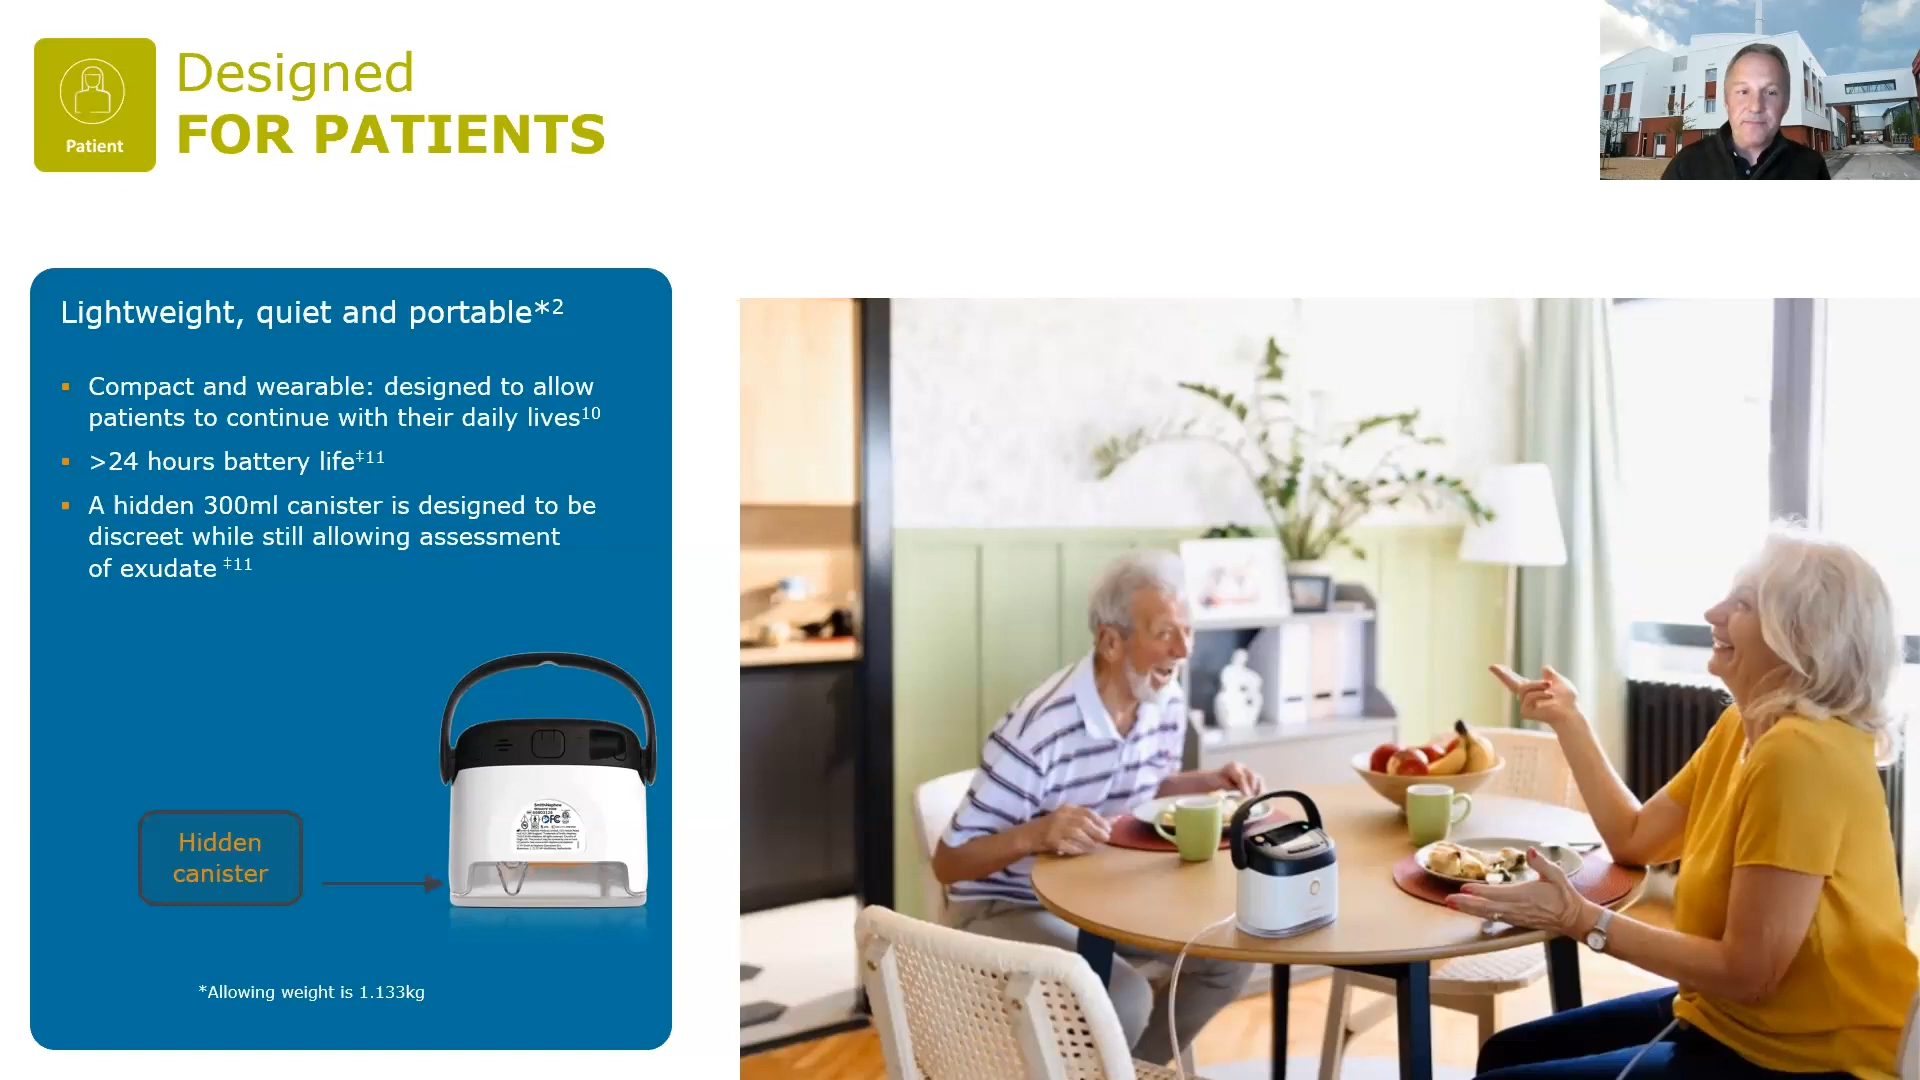 Patient
Designed
FOR PATIENTS
Lightweight, quiet and portable*2
▪ Compact and wearable: designed to allow
patients to continue with their daily lives10
▪ >24 hours battery life‡11
▪ A hidden 300ml canister is designed to be
discreet while still allowing assessment
of exudate ‡11
Hidden
canister
*Allowing weight is 1.133kg